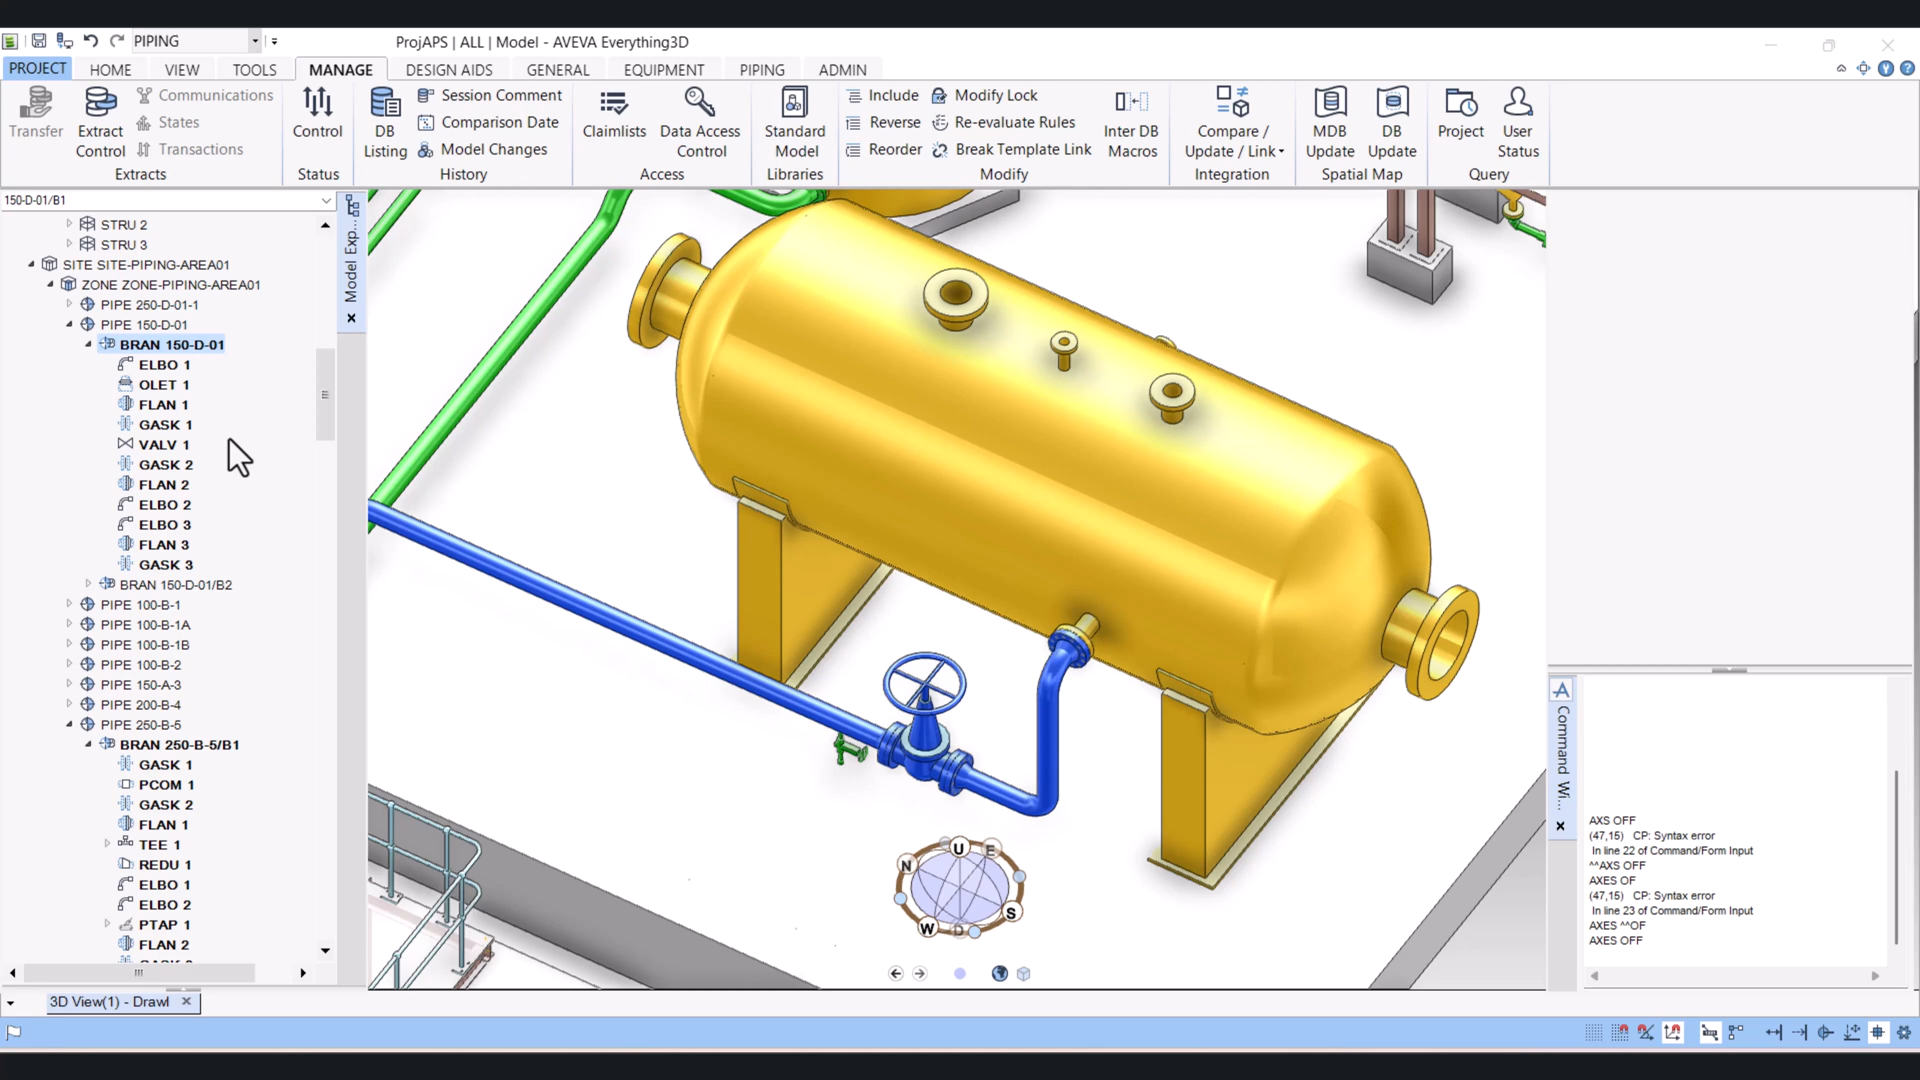 PIPING
ProjAPS | ALL | Model - AVEVA Everything3D
PROJECT HOME VIEW TOOLS MANAGE DESIGN AIDS GENERAL EQUIPMENT PIPING ADMIN
Transfer
Extract Control
Communications
States
Transactions
Extracts
Control
Status
DB Listing
Session Comment
Comparison Date
Model Changes
History
Claimlists
Data Access Control
Access
Standard Model
Libraries
Include
Reverse
Reorder
Modify Lock
Re-evaluate Rules
Break Template Link
Modify
Inter DB Macros
Compare / Update / Link
Integration
MDB Update
DB Update
Spatial Map
Project
User Status
Query
150-D-01/B1
STRU 2
STRU 3
SITE SITE-PIPING-AREA01
ZONE ZONE-PIPING-AREA01
PIPE 250-D-01-1
PIPE 150-D-01
BRAN 150-D-01
ELBO 1
OLET 1
FLAN 1
GASK 1
VALV 1
GASK 2
FLAN 2
ELBO 2
ELBO 3
FLAN 3
GASK 3
BRAN 150-D-01/B2
PIPE 100-B-1
PIPE 100-B-1A
PIPE 100-B-1B
PIPE 100-B-2
PIPE 150-A-3
PIPE 200-B-4
PIPE 250-B-5
BRAN 250-B-5/B1
GASK 1
PCOM 1
GASK 2
FLAN 1
TEE 1
REDU 1
ELBO 1
ELBO 2
PTAP 1
FLAN 2
Model Exp...
N
U
E
S
W
D
Command Wi...
AXS OFF
(47,15) CP: Syntax error
In line 22 of Command/Form Input
^^AXS OFF
AXES OF
(47,15) CP: Syntax error
In line 23 of Command/Form Input
AXES ^^OF
AXES OFF
3D View(1) - Drawl